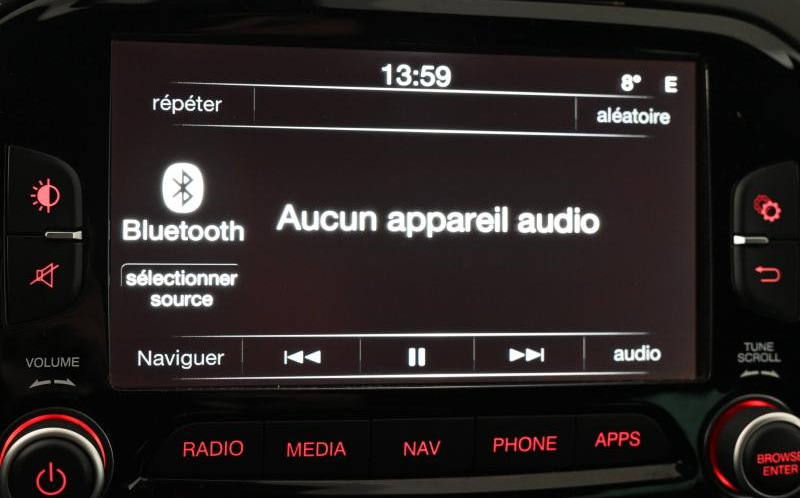 13:59
8° E
répéter
aléatoire
Bluetooth
Aucun appareil audio
sélectionner
source
Naviguer
audio
VOLUME
TUNE
SCROLL
RADIO
MEDIA
NAV
PHONE
APPS
BROWSE
ENTER